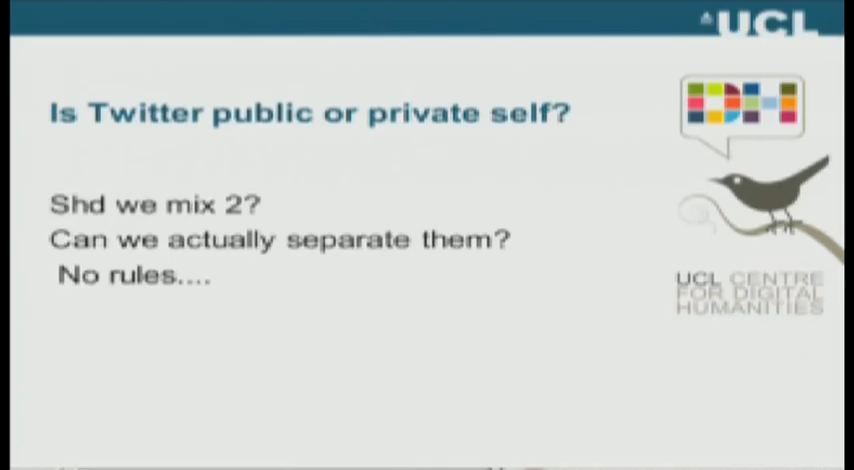 UCL
Is Twitter public or private self?
DH
Shd we mix 2?
Can we actually separate them?
No rules....
UCL CENTRE
FOR DIGITAL
HUMANITIES